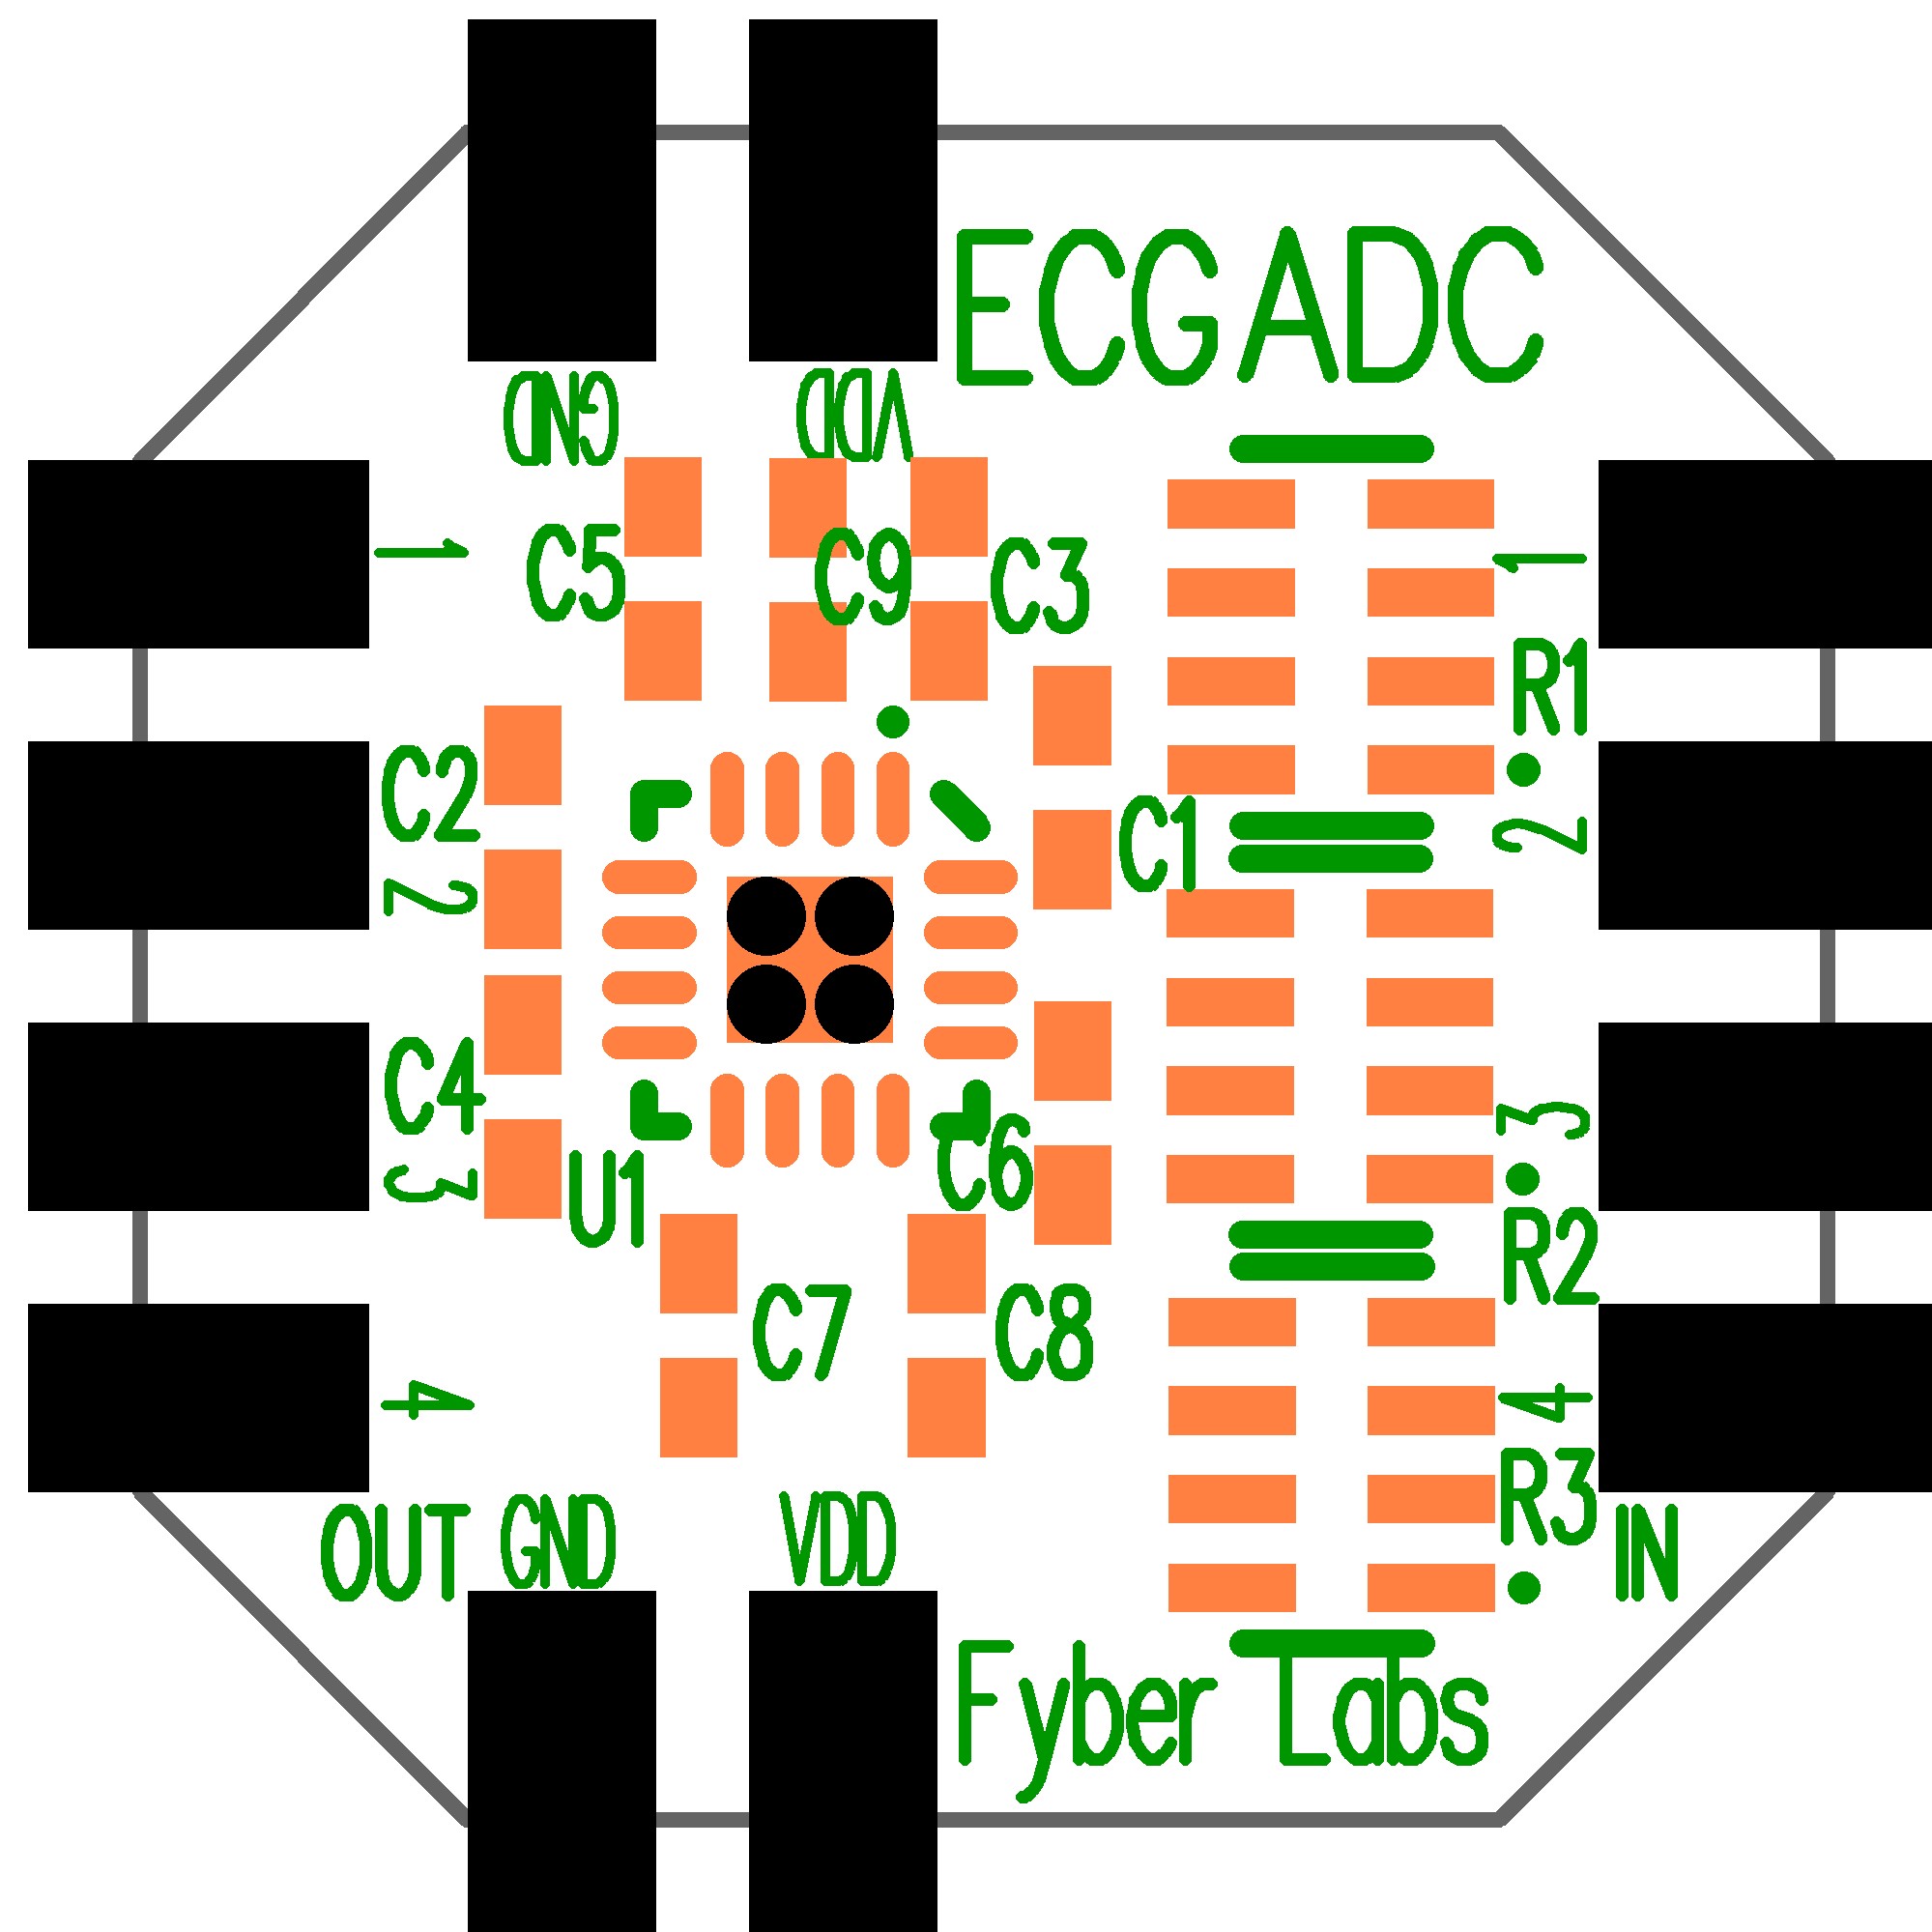 ECGADC
GND VDD
1
C5 C9 C3
1
R1
C2
C1
2
2
C4
3
3
U1
C6
R2
C7 C8
4
4
R3
OUT GND VDD
IN
Fyber Labs